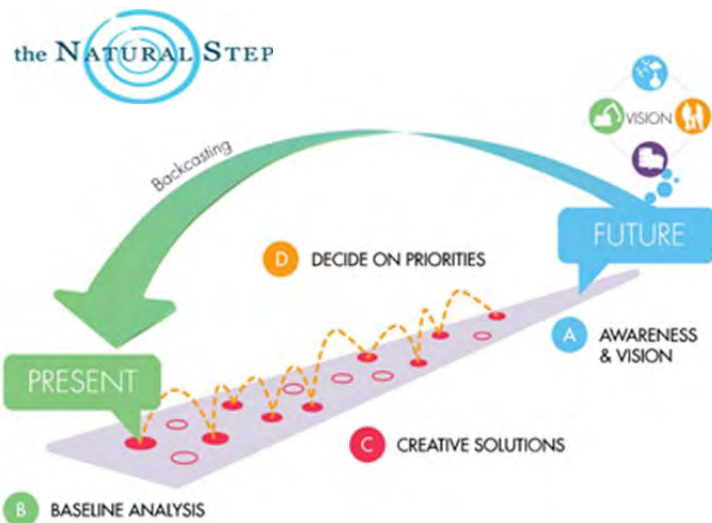 the NATURAL STEP
VISION
Backcasting
FUTURE
D DECIDE ON PRIORITIES
A AWARENESS
& VISION
PRESENT
C CREATIVE SOLUTIONS
B BASELINE ANALYSIS